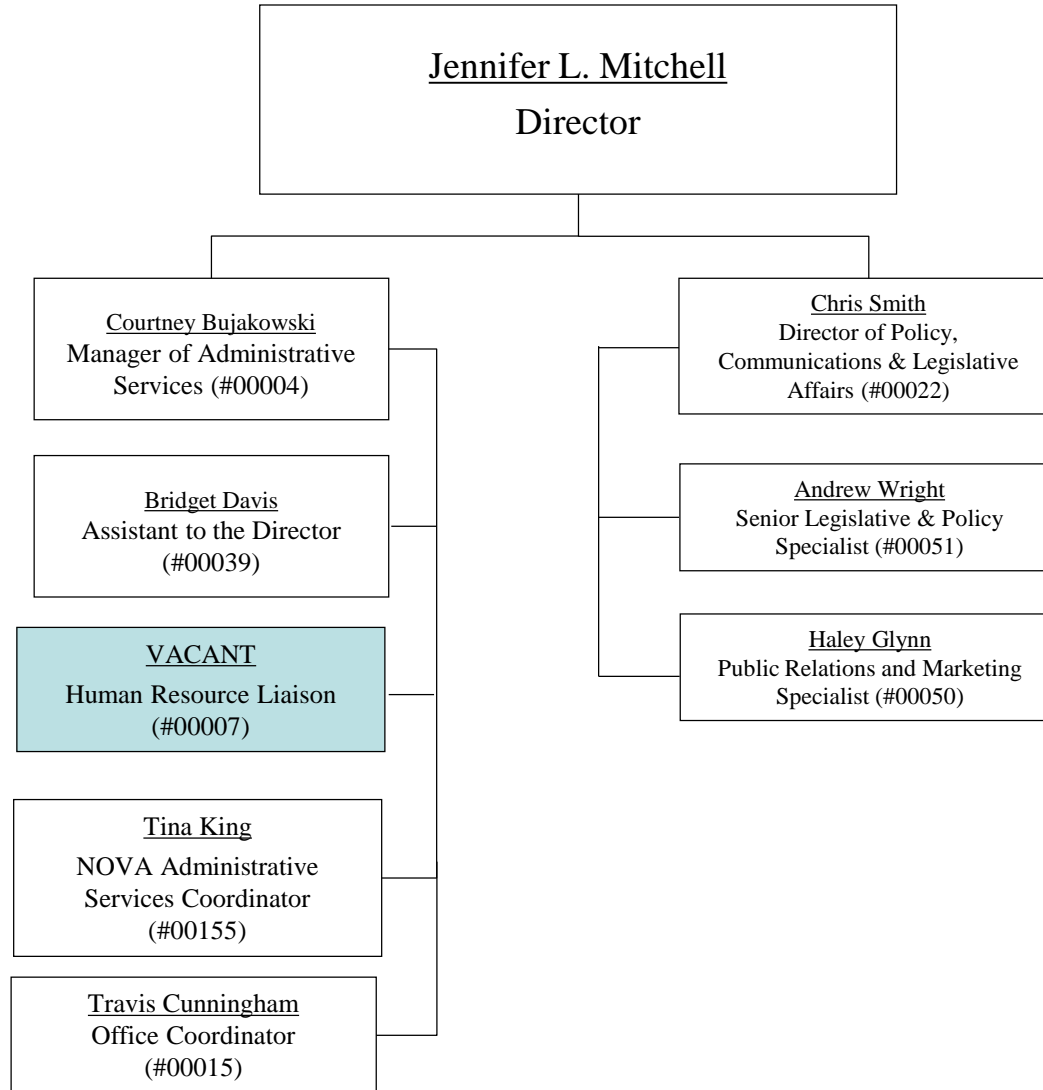 Jennifer L. Mitchell
Director
Courtney Bujakowski
Manager of Administrative
Services (#00004)
Bridget Davis
Assistant to the Director
(#00039)
VACANT
Human Resource Liaison
(#00007)
Tina King
NOVA Administrative
Services Coordinator
(#00155)
Travis Cunningham
Office Coordinator
(#00015)
Chris Smith
Director of Policy,
Communications & Legislative
Affairs (#00022)
Andrew Wright
Senior Legislative & Policy
Specialist (#00051)
Haley Glynn
Public Relations and Marketing
Specialist (#00050)